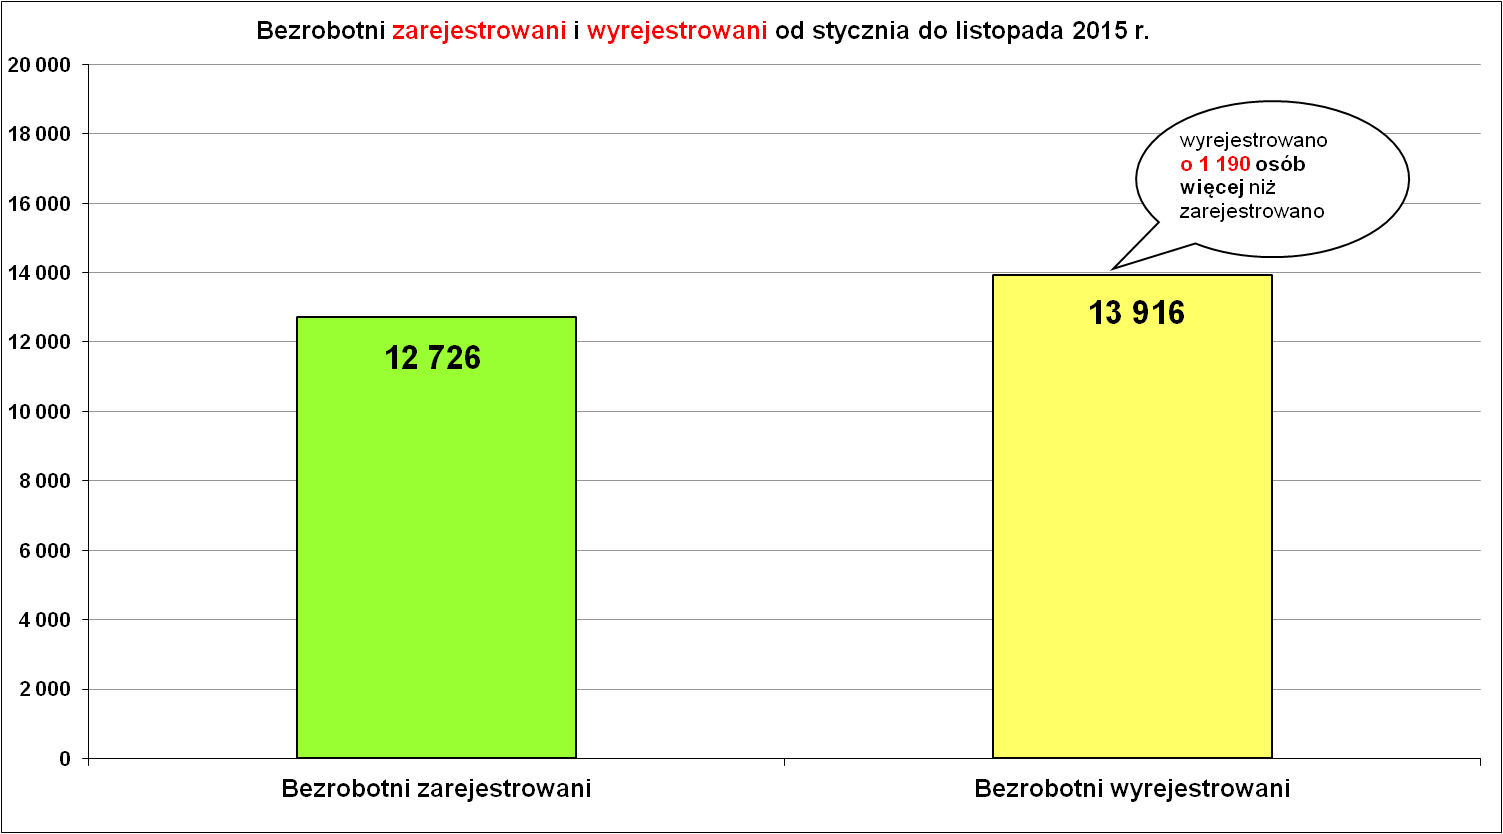 Bezrobotni zarejestrowani i wyrejestrowani od stycznia do listopada 2015 r.
20 000
18 000
16 000
14 000
12 000
10 000
8 000
6 000
4 000
2 000
0
wyrejestrowano
o 1 190 osób
więcej niż
zarejestrowano
12 726
13 916
Bezrobotni zarejestrowani
Bezrobotni wyrejestrowani